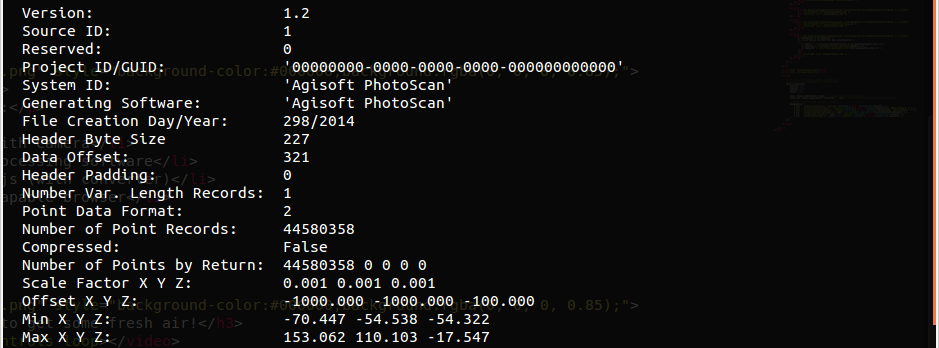 Version: 1.2
Source ID: 1
Reserved: 0
Project ID/GUID: '00000000-0000-0000-0000-000000000000'
System ID: 'Agisoft PhotoScan'
Generating Software: 'Agisoft PhotoScan'
File Creation Day/Year: 298/2014
Header Byte Size 227
Data Offset: 321
Header Padding: 0
Number Var. Length Records: 1
Point Data Format: 2
Number of Point Records: 44580358
Compressed: False
Number of Points by Return: 44580358 0 0 0 0
Scale Factor X Y Z: 0.001 0.001 0.001
Offset X Y Z: -1000.000 -1000.000 -100.000
Min X Y Z: -70.447 -54.538 -54.322
Max X Y Z: 153.062 110.103 -17.547